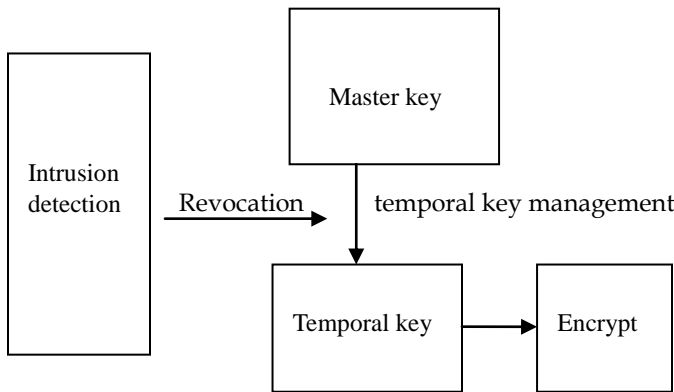 Master key
Intrusion
detection
Revocation
temporal key management
Temporal key
Encrypt